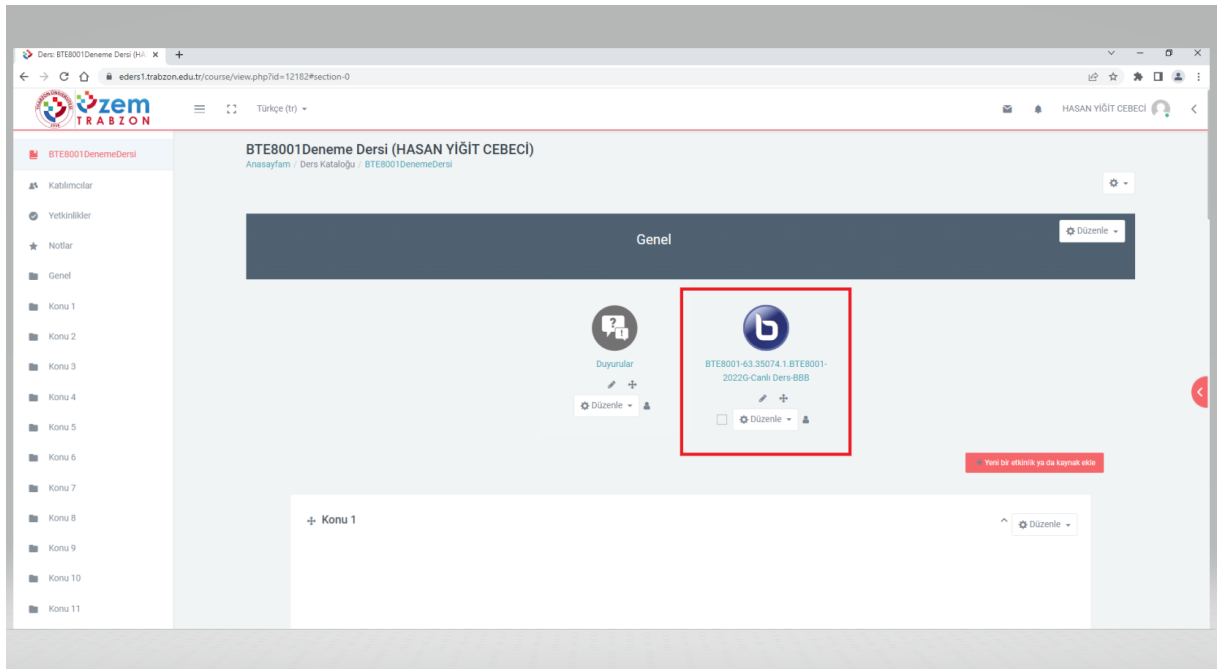 Ders: BTE8001Deneme Dersi (HA
eders1.trabzon.edu.tr/course/view.php?id=12182#section-0
üzem
TRABZON
Türkçe (tr)
HASAN YİĞİT CEBECİ
BTE8001DenemeDersi
Katılımcılar
Yetkinlikler
Notlar
Genel
Konu 1
Konu 2
Konu 3
Konu 4
Konu 5
Konu 6
Konu 7
Konu 8
Konu 9
Konu 10
Konu 11
BTE8001Deneme Dersi (HASAN YİĞİT CEBECİ)
Anasayfam / Ders Kataloğu / BTE8001DenemeDersi
Genel
Düzenle
Duyurular
Düzenle
BTE8001-63.35074.1.BTE8001-
2022G-Canlı Ders-BBB
Düzenle
+ Yeni bir etkinlik ya da kaynak ekle
Konu 1
Düzenle